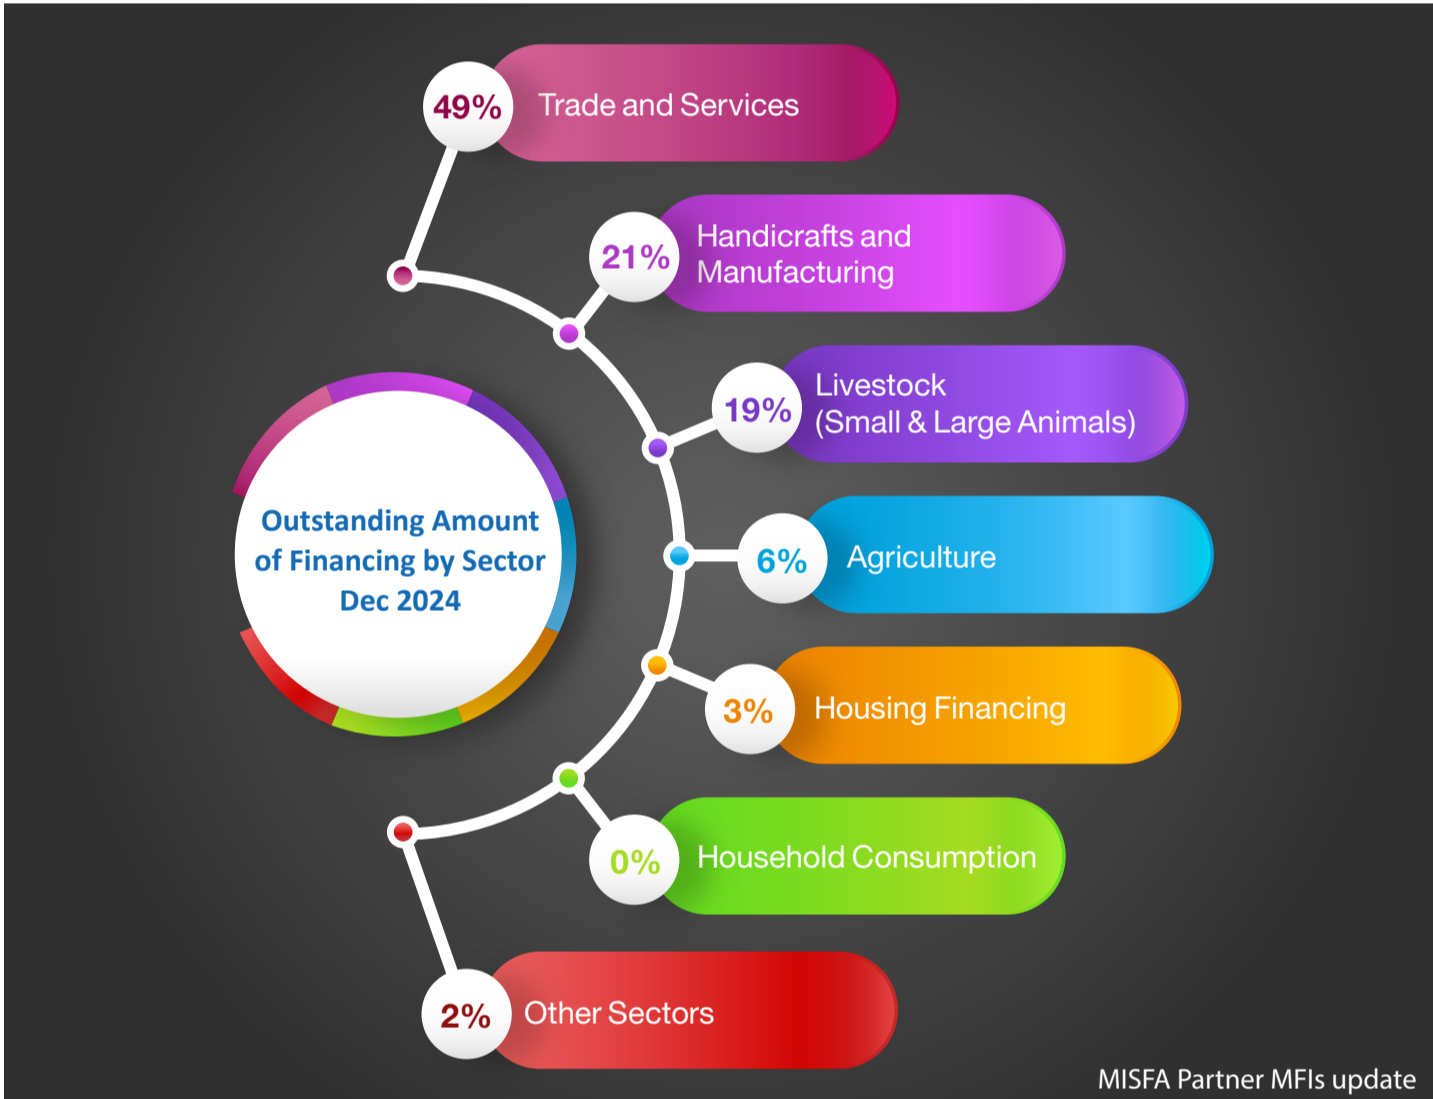 49%
Trade and Services
21%
Handicrafts and
Manufacturing
19%
Livestock
(Small & Large Animals)
Outstanding Amount
of Financing by Sector
Dec 2024
6%
Agriculture
3%
Housing Financing
0%
Household Consumption
2%
Other Sectors
MISFA Partner MFIs update